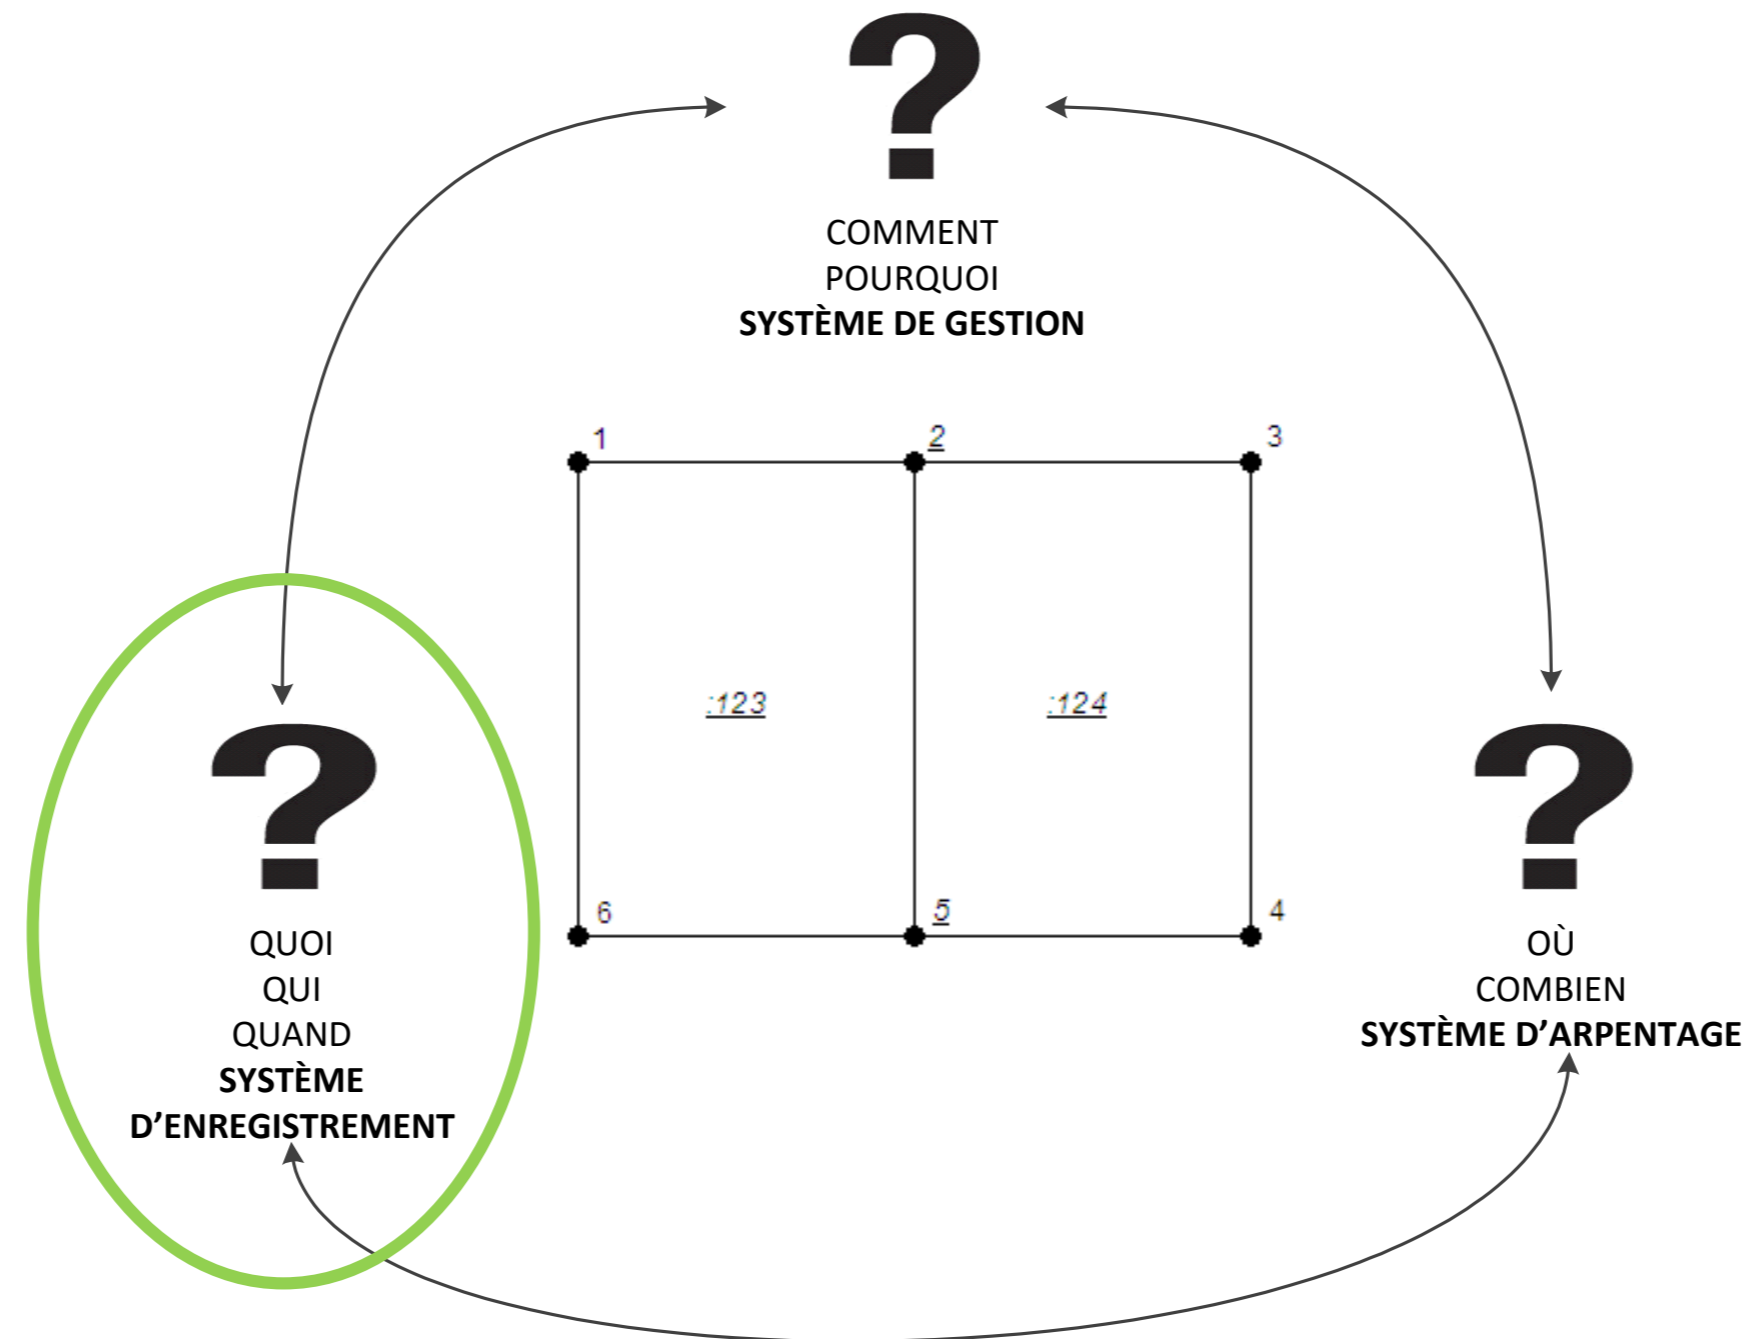 ?
COMMENT
POURQUOI
SYSTÈME DE GESTION
1
2
3
:123
:124
6
5
4
?
QUOI
QUI
QUAND
SYSTÈME
D’ENREGISTREMENT
?
OÙ
COMBIEN
SYSTÈME D’ARPENTAGE